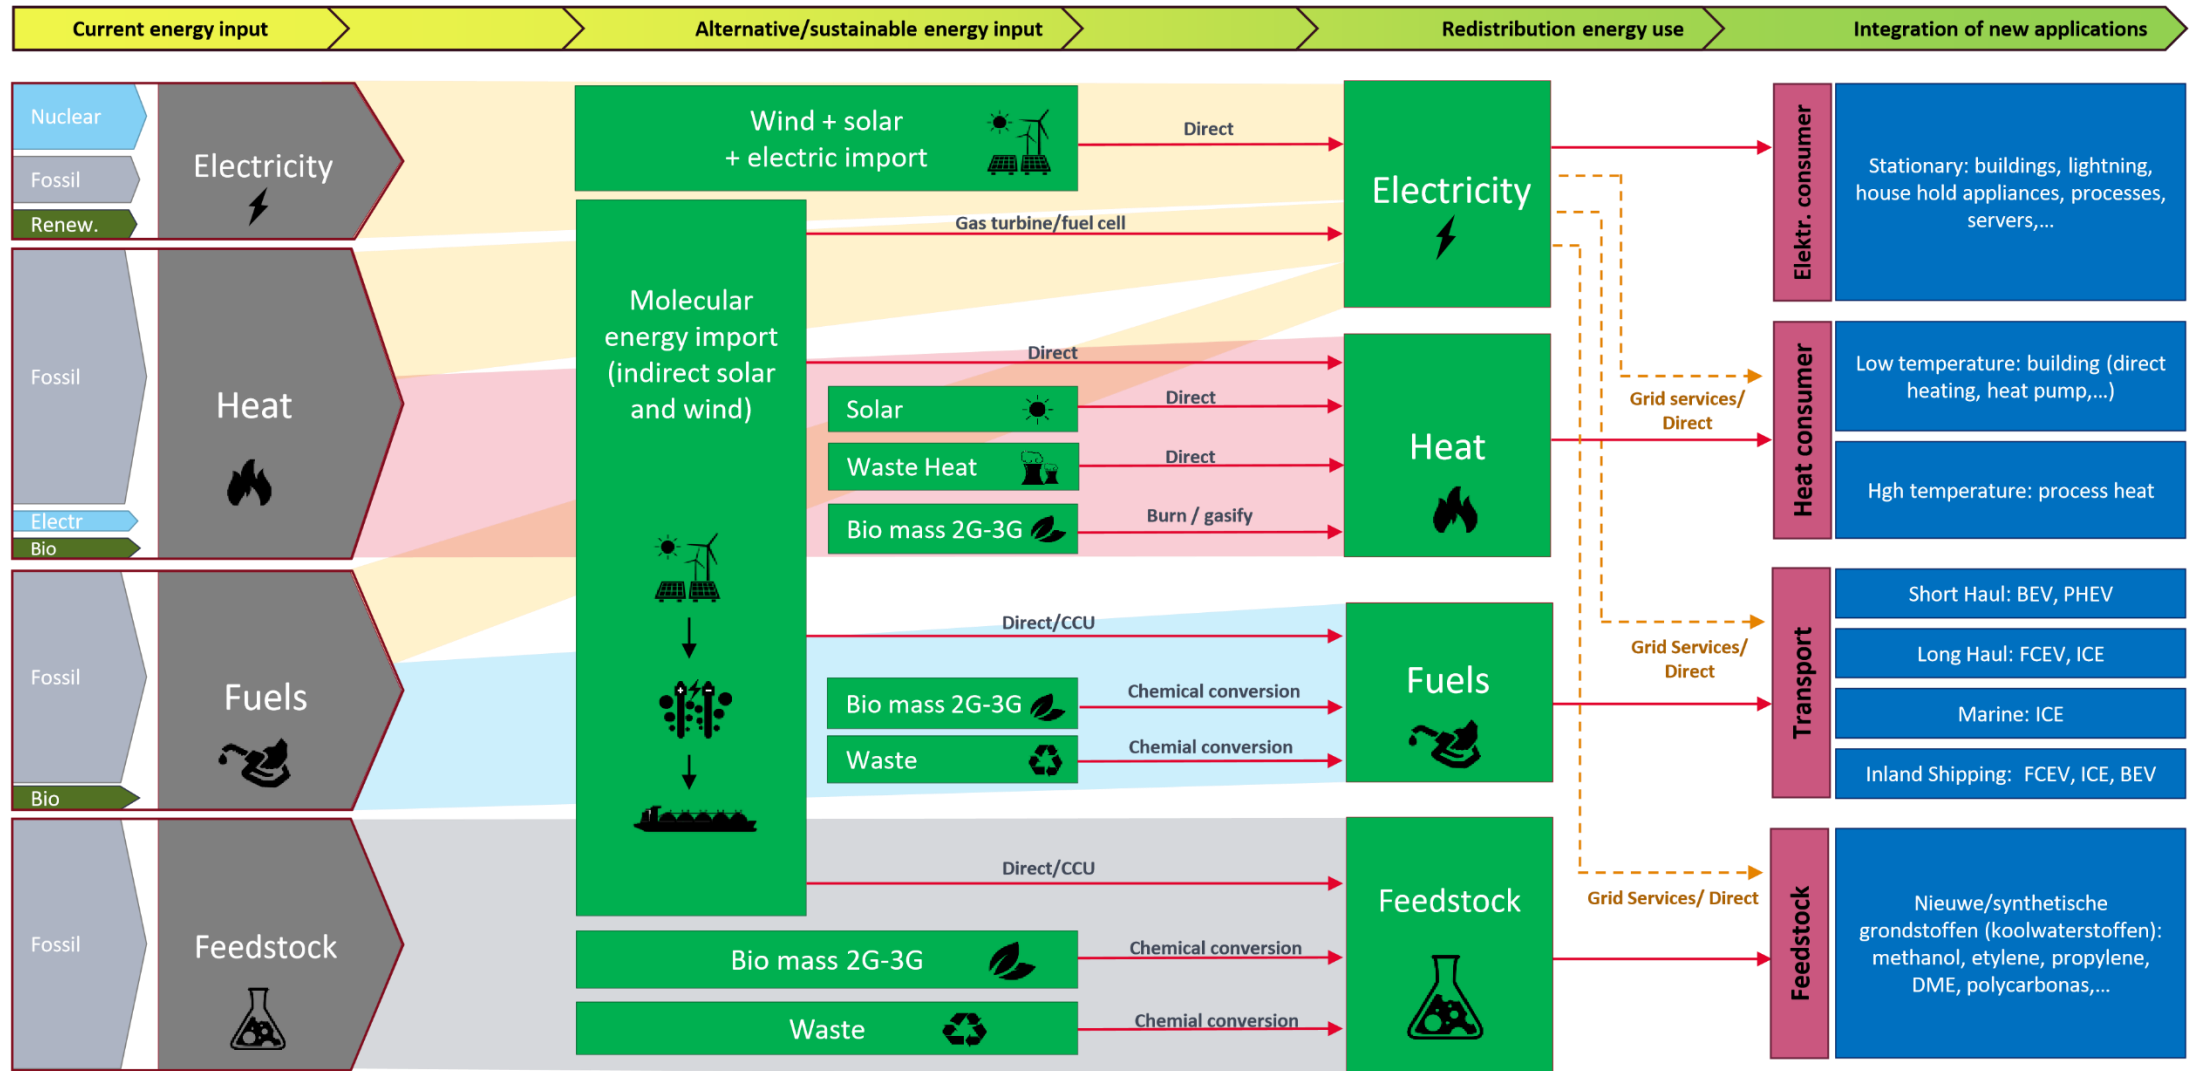 Current energy input
Alternative/sustainable energy input
Redistribution energy use
Integration of new applications
Nuclear
Fossil
Renew.
Electricity
Wind + solar
+ electric import
Direct
Gas turbine/fuel cell
Electricity
Elektr. consumer
Stationary: buildings, lightning,
house hold appliances, processes,
servers,...
Fossil
Electr
Bio
Heat
Molecular
energy import
(indirect solar
and wind)
Direct
Solar
Direct
Waste Heat
Direct
Bio mass 2G-3G
Burn / gasify
Heat
Grid services/
Direct
Heat consumer
Low temperature: building (direct
heating, heat pump,...)
Hgh temperature: process heat
Fossil
Bio
Fuels
Direct/CCU
Bio mass 2G-3G
Chemical conversion
Waste
Chemial conversion
Fuels
Grid Services/
Direct
Transport
Short Haul: BEV, PHEV
Long Haul: FCEV, ICE
Marine: ICE
Inland Shipping: FCEV, ICE, BEV
Fossil
Feedstock
Direct/CCU
Bio mass 2G-3G
Chemical conversion
Waste
Chemial conversion
Feedstock
Grid Services/ Direct
Feedstock
Nieuwe/synthetische
grondstoffen (koolwaterstoffen):
methanol, etylene, propylene,
DME, polycarbonas,...